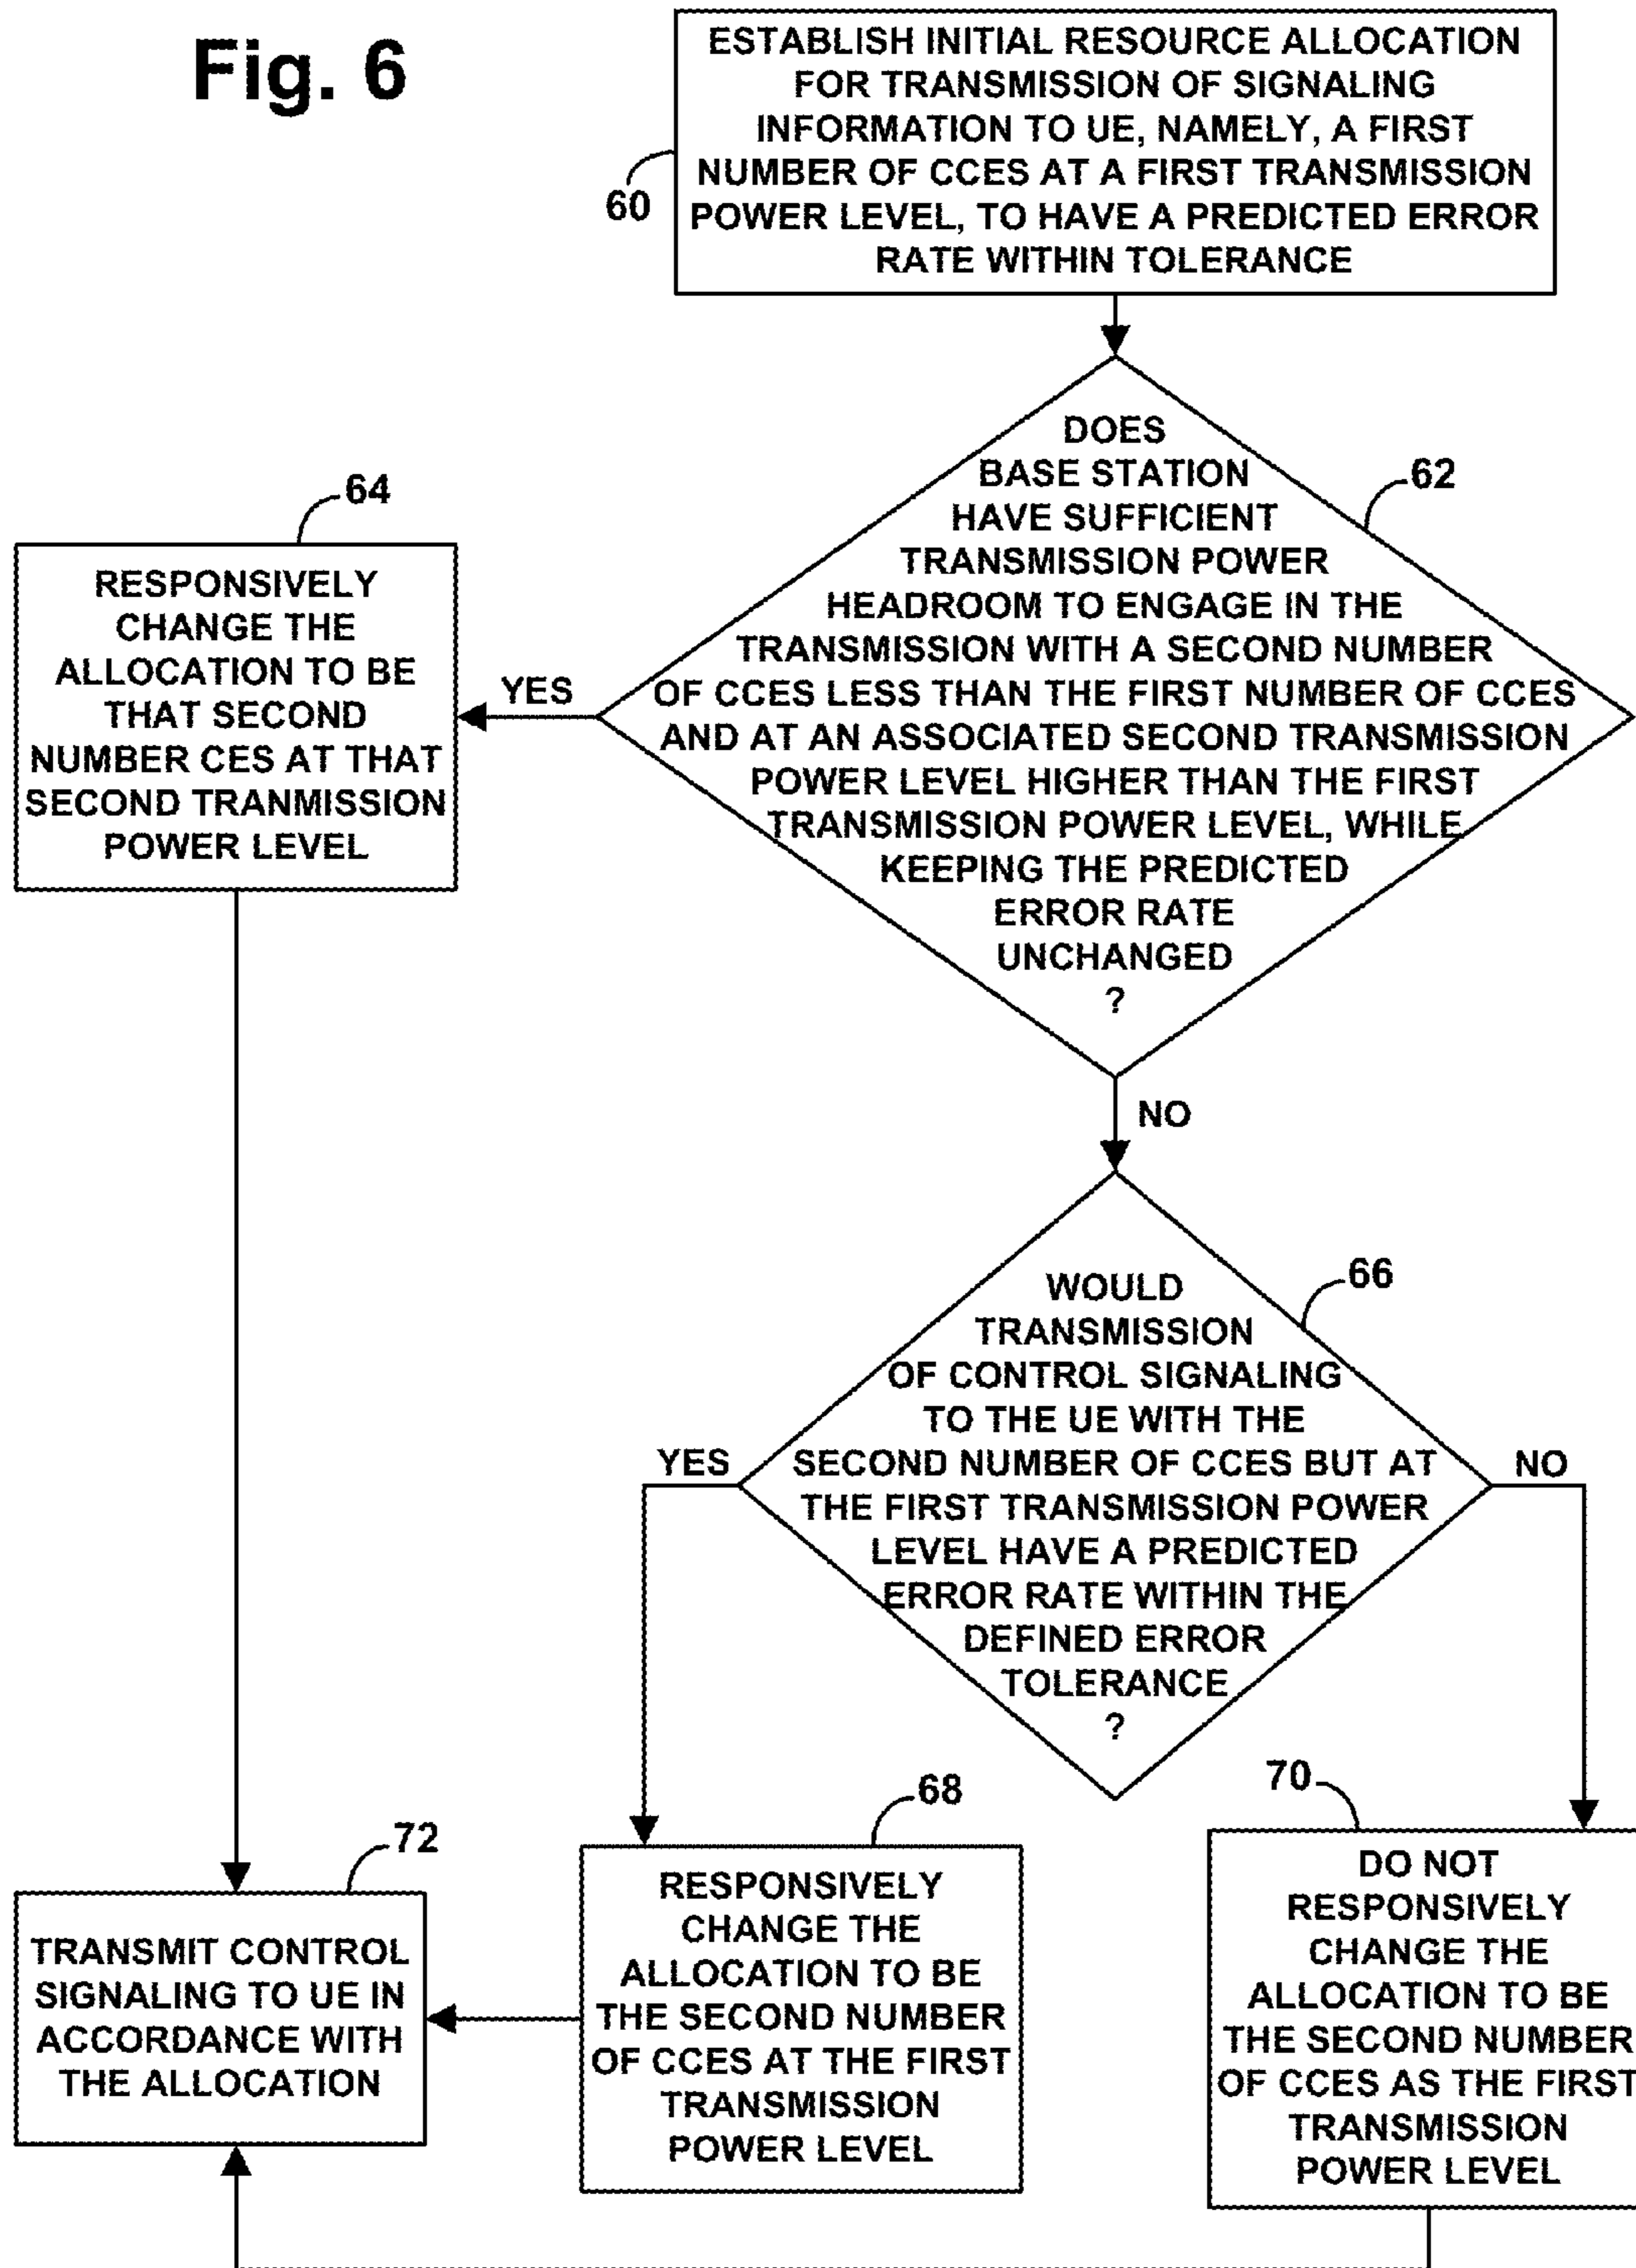 Fig. 6
ESTABLISH INITIAL RESOURCE ALLOCATION
FOR TRANSMISSION OF SIGNALING
INFORMATION TO UE, NAMELY, A FIRST
NUMBER OF CCES AT A FIRST TRANSMISSION
POWER LEVEL, TO HAVE A PREDICTED ERROR
RATE WITHIN TOLERANCE
60
DOES
BASE STATION
HAVE SUFFICIENT
TRANSMISSION POWER
HEADROOM TO ENGAGE IN THE
TRANSMISSION WITH A SECOND NUMBER
OF CCES LESS THAN THE FIRST NUMBER OF CCES
AND AT AN ASSOCIATED SECOND TRANSMISSION
POWER LEVEL HIGHER THAN THE FIRST
TRANSMISSION POWER LEVEL, WHILE
KEEPING THE PREDICTED
ERROR RATE
UNCHANGED
?
62
YES
64
RESPONSIVELY
CHANGE THE
ALLOCATION TO BE
THAT SECOND
NUMBER CES AT THAT
SECOND TRANMISSION
POWER LEVEL
NO
WOULD
TRANSMISSION
OF CONTROL SIGNALING
TO THE UE WITH THE
SECOND NUMBER OF CCES BUT AT
THE FIRST TRANSMISSION POWER
LEVEL HAVE A PREDICTED
ERROR RATE WITHIN THE
DEFINED ERROR
TOLERANCE
?
66
YES
NO
68
RESPONSIVELY
CHANGE THE
ALLOCATION TO BE
THE SECOND NUMBER
OF CCES AT THE FIRST
TRANSMISSION
POWER LEVEL
70
DO NOT
RESPONSIVELY
CHANGE THE
ALLOCATION TO BE
THE SECOND NUMBER
OF CCES AS THE FIRST
TRANSMISSION
POWER LEVEL
72
TRANSMIT CONTROL
SIGNALING TO UE IN
ACCORDANCE WITH
THE ALLOCATION